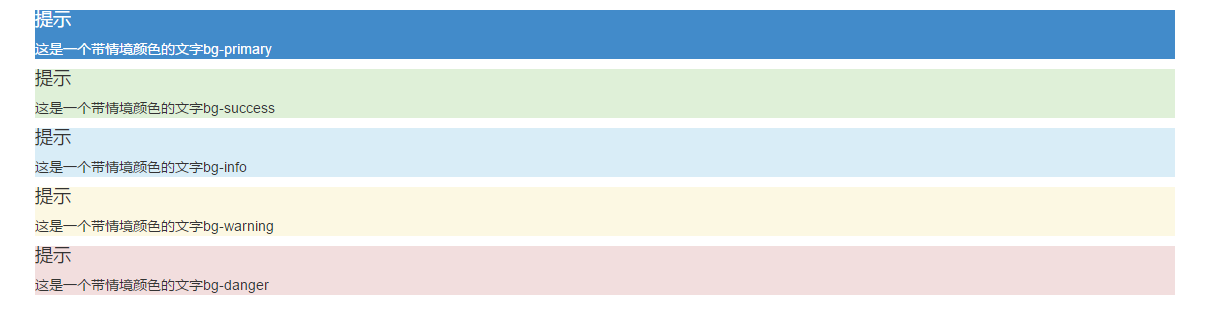 提示
这是一个带情境颜色的文字bg-primary
提示
这是一个带情境颜色的文字bg-success
提示
这是一个带情境颜色的文字bg-info
提示
这是一个带情境颜色的文字bg-warning
提示
这是一个带情境颜色的文字bg-danger